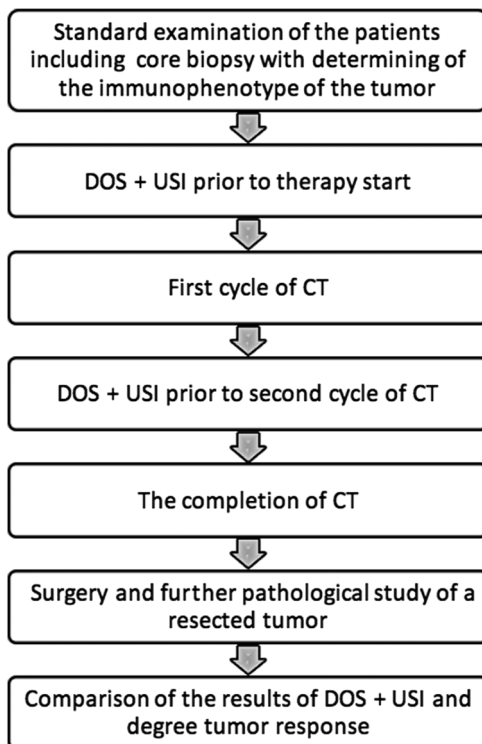 Standard examination of the patients
including core biopsy with determining of
the immunophenotype of the tumor
DOS + USI prior to therapy start
First cycle of CT
DOS + USI prior to second cycle of CT
The completion of CT
Surgery and further pathological study of a
resected tumor
Comparison of the results of DOS + USI and
degree tumor response